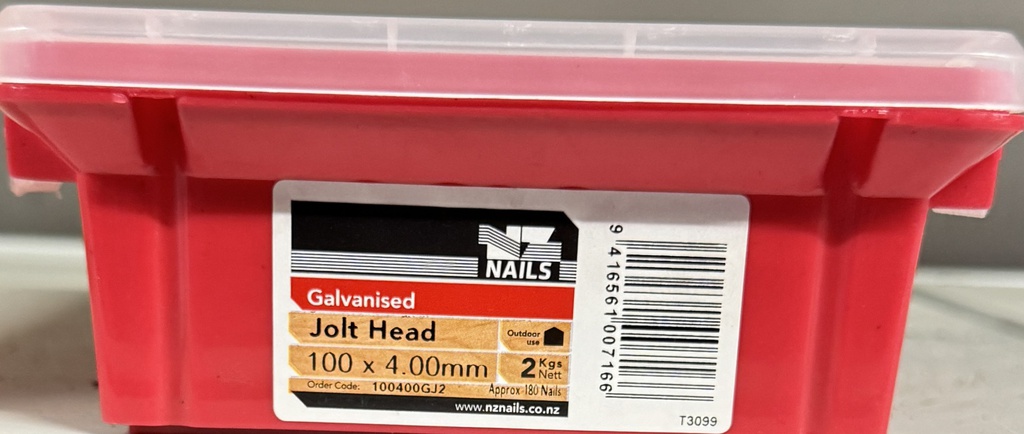 NZ
NAILS
Galvanised
Jolt Head
Outdoor
use
100 x 4.00mm
2 Kgs
Nett
Order Code: 100400GJ2
Approx 180 Nails
www.nznails.co.nz
9 416561 007166
T3099